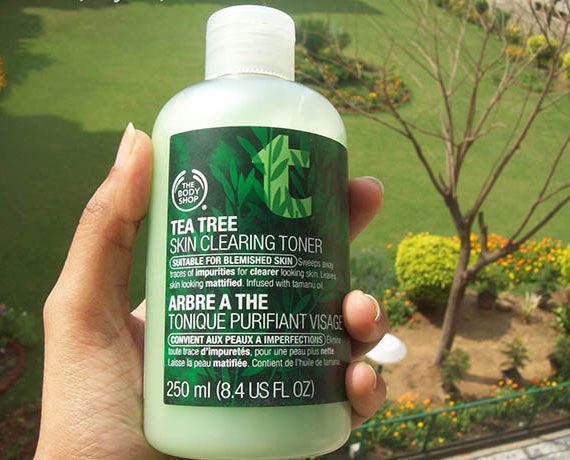 THE
BODY
SHOP
t
TEA TREE
SKIN CLEARING TONER
SUITABLE FOR BLEMISHED SKIN Sweeps away
traces of impurities for clearer looking skin. Leaves
skin looking mattified. Infused with tamanu oil.
ARBRE A THE
TONIQUE PURIFIANT VISAGE
CONVIENT AUX PEAUX A IMPERFECTIONS Elimine
toute trace d'impuretés, pour une peau plus nette
Laisse la peau matifiée. Contient de l'huile de tamanu.
250 ml (8.4 US FL OZ)